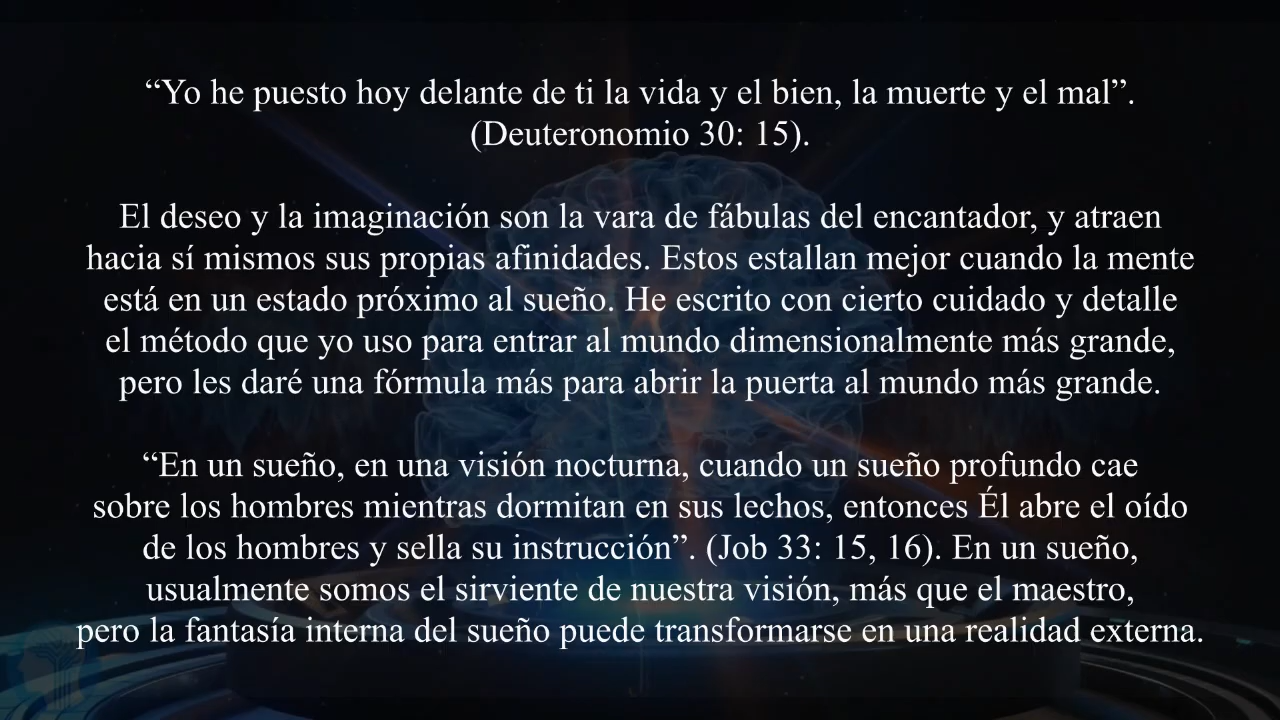 “Yo he puesto hoy delante de ti la vida y el bien, la muerte y el mal”.
(Deuteronomio 30: 15).
El deseo y la imaginación son la vara de fábulas del encantador, y atraen
hacia sí mismos sus propias afinidades. Estos estallan mejor cuando la mente
está en un estado próximo al sueño. He escrito con cierto cuidado y detalle
el método que yo uso para entrar al mundo dimensionalmente más grande,
pero les daré una fórmula más para abrir la puerta al mundo más grande.
“En un sueño, en una visión nocturna, cuando un sueño profundo cae
sobre los hombres mientras dormitan en sus lechos, entonces Él abre el oído
de los hombres y sella su instrucción”. (Job 33: 15, 16). En un sueño,
usualmente somos el sirviente de nuestra visión, más que el maestro,
pero la fantasía interna del sueño puede transformarse en una realidad externa.